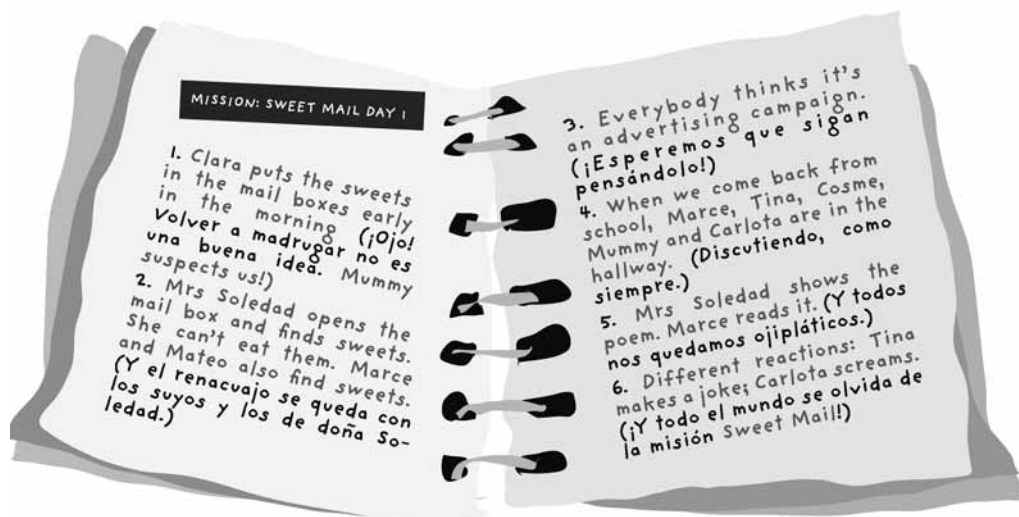 MISSION: SWEET MAIL DAY 1
1. Clara puts the sweets
in the mail boxes early
in the morning (¡Ojo!
Volver a madrugar no es
una buena idea. Mummy
suspects us!)
2. Mrs Soledad opens the
mail box and finds sweets.
She can't eat them. Marce
and Mateo also find sweets.
(Y el renacuajo se queda con
los suyos y los de doña So-
ledad.)
3. Everybody thinks it's
an advertising campaign.
(¡Esperemos que sigan
pensándolo!)
4. When we come back from
school, Marce, Tina, Cosme,
Mummy and Carlota are in the
hallway. (Discutiendo, como
siempre.)
5. Mrs Soledad shows the
poem. Marce reads it. (Y todos
nos quedamos ojipláticos.)
6. Different reactions: Tina
makes a joke; Carlota screams.
(¡Y todo el mundo se olvida de
la misión Sweet Mail!)